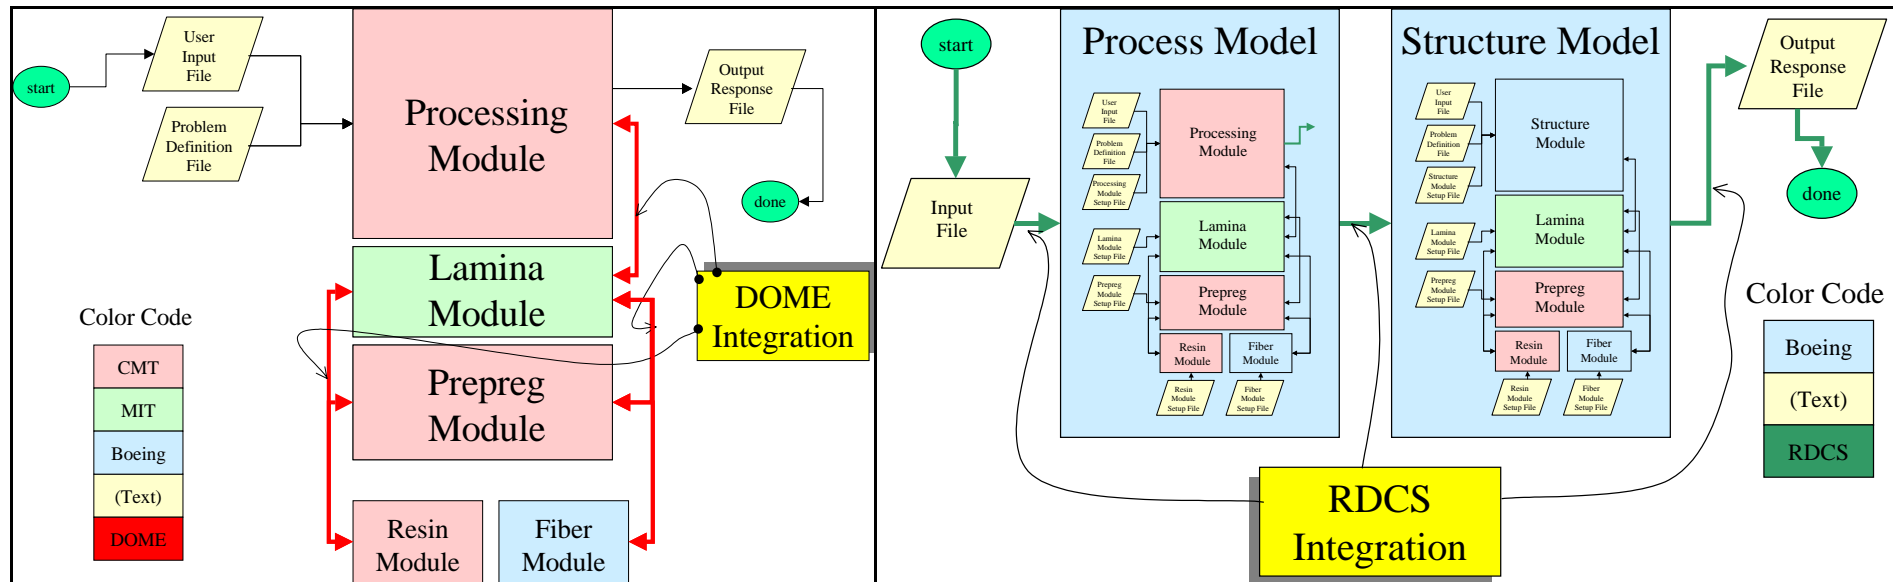 start
User
Input
File
Problem
Definition
File
Processing
Module
Output
Response
File
done
Lamina
Module
DOME
Integration
Prepreg
Module
Resin
Module
Fiber
Module
Color Code
CMT
MIT
Boeing
(Text)
DOME
start
Input
File
Process Model
User
Input
File
Problem
Definition
File
Processing
Module
Setup File
Processing
Module
Lamina
Module
Setup File
Lamina
Module
Prepreg
Module
Setup File
Prepreg
Module
Resin
Module
Fiber
Module
Resin
Module
Setup File
Fiber
Module
Setup File
Structure Model
User
Input
File
Problem
Definition
File
Structure
Module
Setup File
Structure
Module
Lamina
Module
Setup File
Lamina
Module
Prepreg
Module
Setup File
Prepreg
Module
Resin
Module
Fiber
Module
Resin
Module
Setup File
Fiber
Module
Setup File
Output
Response
File
done
RDCS
Integration
Color Code
Boeing
(Text)
RDCS